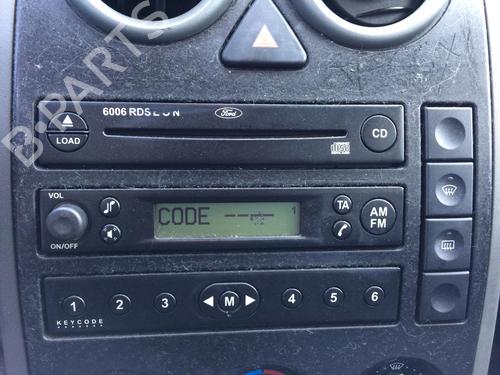 6006 RDS E O N
Ford
LOAD
CD
VOL
ON/OFF
CODE ----
1
TA
AM
FM
1 2 3 M 4 5 6
KEYCODE
B-PARTS